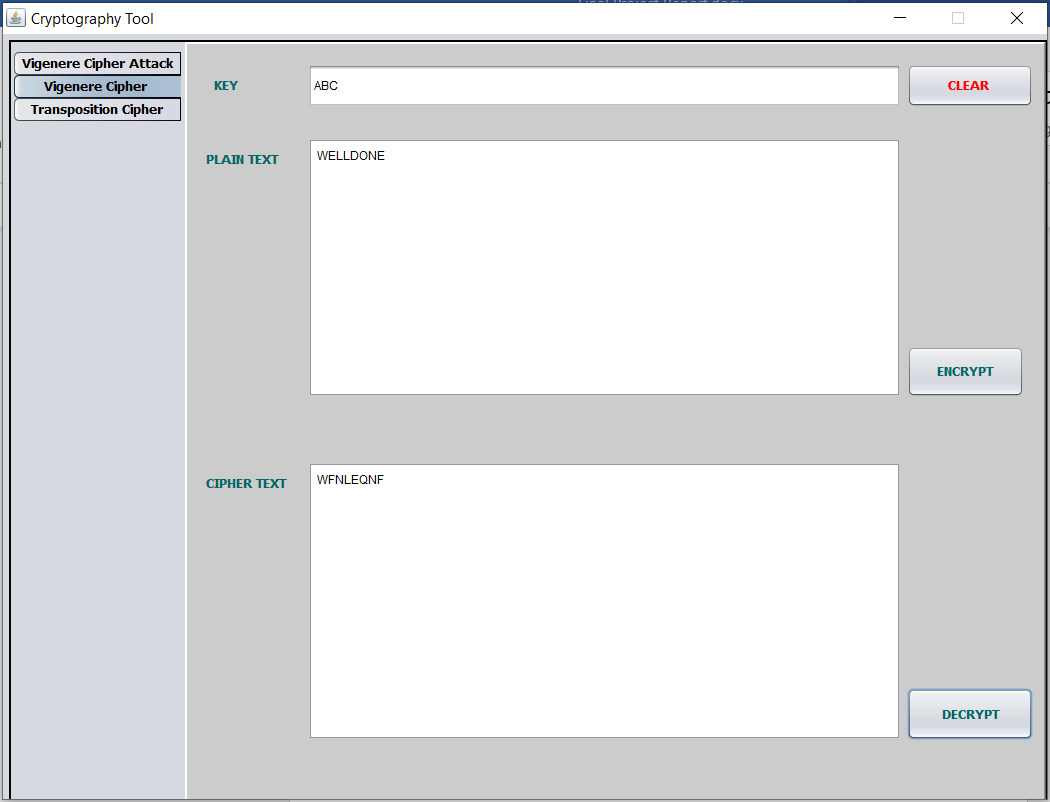 Cryptography Tool
Vigenere Cipher Attack
Vigenere Cipher
Transposition Cipher
KEY
ABC
CLEAR
PLAIN TEXT
WELLDONE
ENCRYPT
CIPHER TEXT
WFNLEQNF
DECRYPT